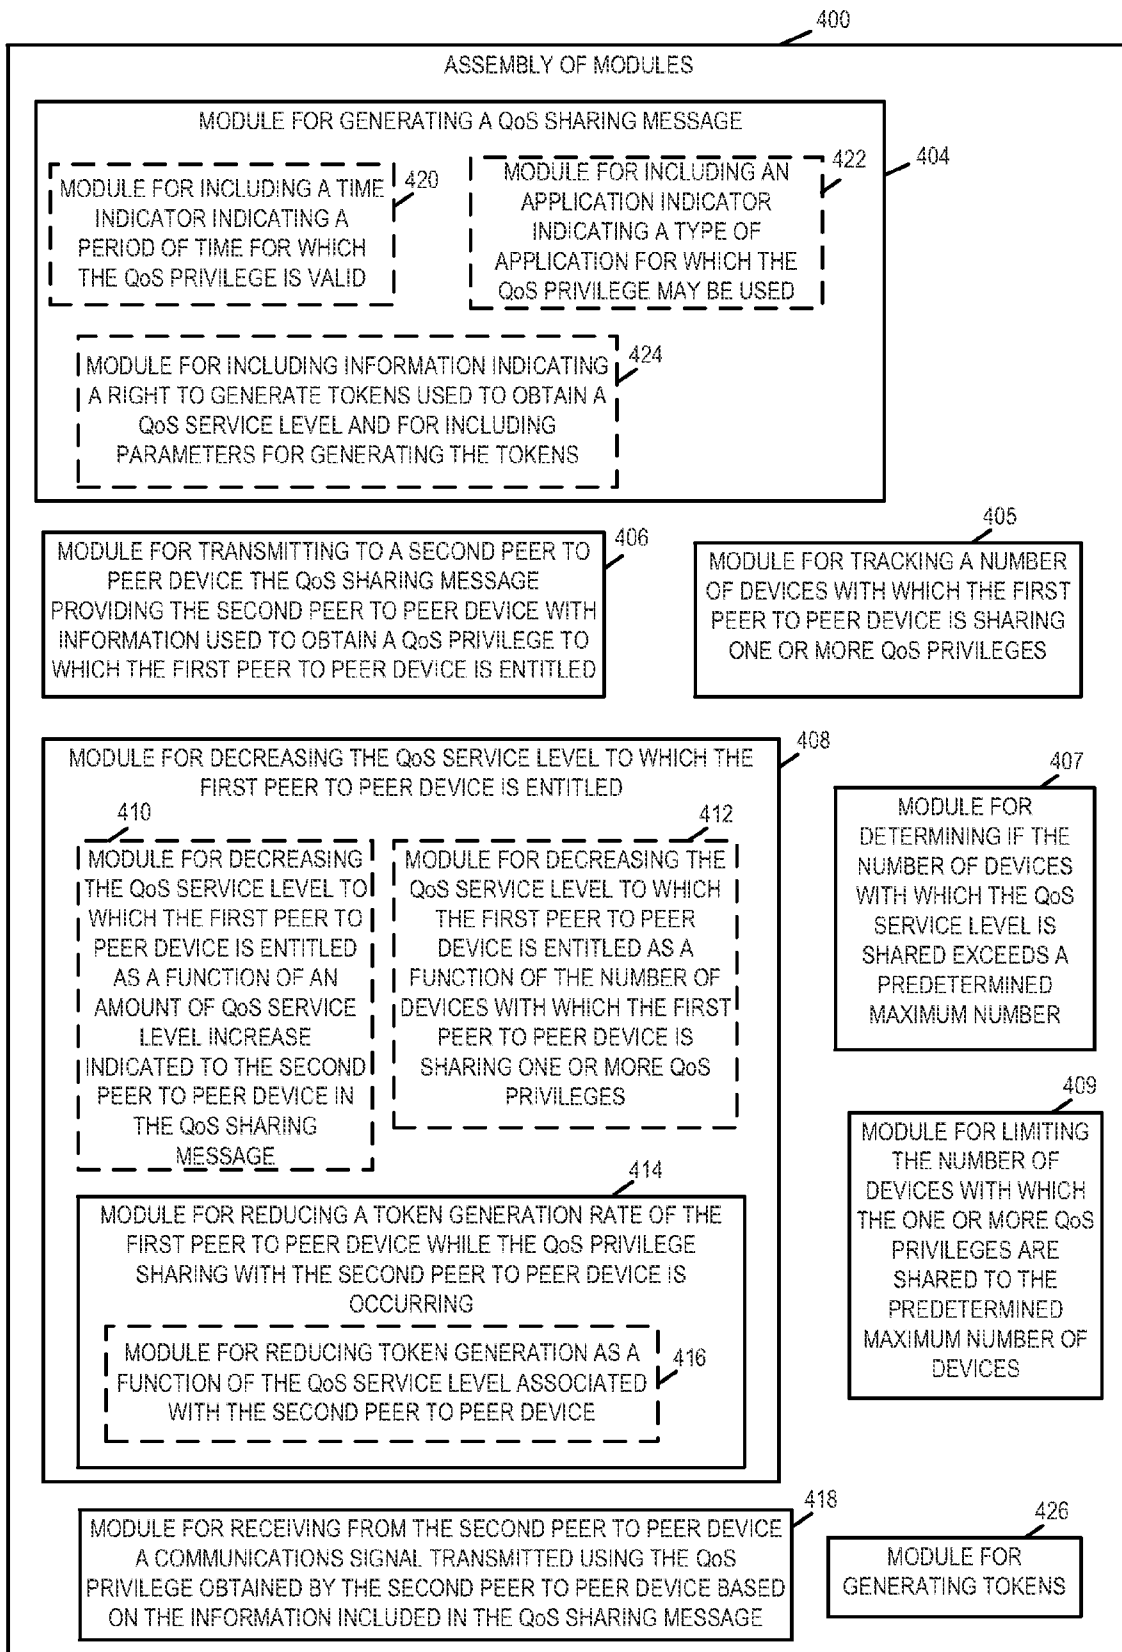 400
ASSEMBLY OF MODULES
MODULE FOR GENERATING A QoS SHARING MESSAGE
404
MODULE FOR INCLUDING A TIME
INDICATOR INDICATING A
PERIOD OF TIME FOR WHICH
THE QoS PRIVILEGE IS VALID
420
MODULE FOR INCLUDING AN
APPLICATION INDICATOR
INDICATING A TYPE OF
APPLICATION FOR WHICH THE
QoS PRIVILEGE MAY BE USED
422
MODULE FOR INCLUDING INFORMATION INDICATING
A RIGHT TO GENERATE TOKENS USED TO OBTAIN A
QoS SERVICE LEVEL AND FOR INCLUDING
PARAMETERS FOR GENERATING THE TOKENS
424
MODULE FOR TRANSMITTING TO A SECOND PEER TO
PEER DEVICE THE QoS SHARING MESSAGE
PROVIDING THE SECOND PEER TO PEER DEVICE WITH
INFORMATION USED TO OBTAIN A QoS PRIVILEGE TO
WHICH THE FIRST PEER TO PEER DEVICE IS ENTITLED
406
405
MODULE FOR TRACKING A NUMBER
OF DEVICES WITH WHICH THE FIRST
PEER TO PEER DEVICE IS SHARING
ONE OR MORE QoS PRIVILEGES
MODULE FOR DECREASING THE QoS SERVICE LEVEL TO WHICH THE
FIRST PEER TO PEER DEVICE IS ENTITLED
408
410
MODULE FOR DECREASING
THE QoS SERVICE LEVEL TO
WHICH THE FIRST PEER TO
PEER DEVICE IS ENTITLED
AS A FUNCTION OF AN
AMOUNT OF QoS SERVICE
LEVEL INCREASE
INDICATED TO THE SECOND
PEER TO PEER DEVICE IN
THE QoS SHARING
MESSAGE
412
MODULE FOR DECREASING THE
QoS SERVICE LEVEL TO WHICH
THE FIRST PEER TO PEER
DEVICE IS ENTITLED AS A
FUNCTION OF THE NUMBER OF
DEVICES WITH WHICH THE FIRST
PEER TO PEER DEVICE IS
SHARING ONE OR MORE QoS
PRIVILEGES
407
MODULE FOR
DETERMINING IF THE
NUMBER OF DEVICES
WITH WHICH THE QoS
SERVICE LEVEL IS
SHARED EXCEEDS A
PREDETERMINED
MAXIMUM NUMBER
409
MODULE FOR LIMITING
THE NUMBER OF
DEVICES WITH WHICH
THE ONE OR MORE QoS
PRIVILEGES ARE
SHARED TO THE
PREDETERMINED
MAXIMUM NUMBER OF
DEVICES
414
MODULE FOR REDUCING A TOKEN GENERATION RATE OF THE
FIRST PEER TO PEER DEVICE WHILE THE QoS PRIVILEGE
SHARING WITH THE SECOND PEER TO PEER DEVICE IS
OCCURRING
MODULE FOR REDUCING TOKEN GENERATION AS A
FUNCTION OF THE QoS SERVICE LEVEL ASSOCIATED
WITH THE SECOND PEER TO PEER DEVICE
416
418
MODULE FOR RECEIVING FROM THE SECOND PEER TO PEER DEVICE
A COMMUNICATIONS SIGNAL TRANSMITTED USING THE QoS
PRIVILEGE OBTAINED BY THE SECOND PEER TO PEER DEVICE BASED
ON THE INFORMATION INCLUDED IN THE QoS SHARING MESSAGE
426
MODULE FOR
GENERATING TOKENS